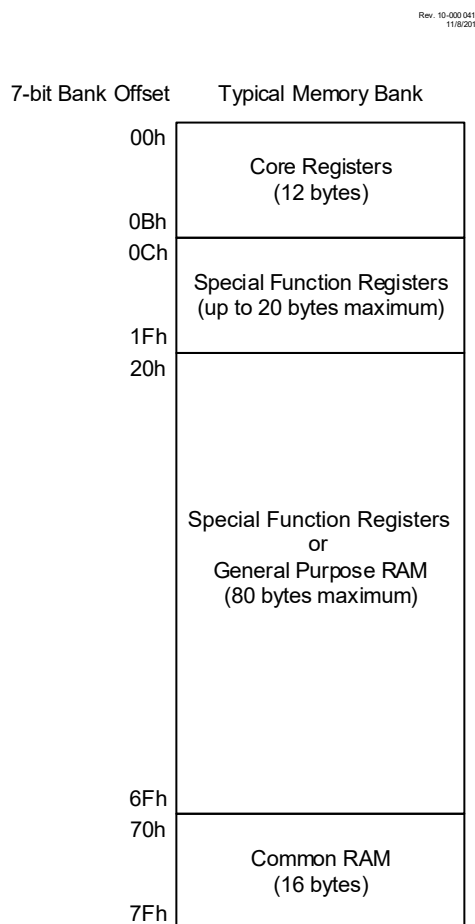 Rev. 10-000 041
11/8/201
7-bit Bank Offset Typical Memory Bank
00h
Core Registers
(12 bytes)
0Bh
0Ch
Special Function Registers
(up to 20 bytes maximum)
1Fh
20h
Special Function Registers
or
General Purpose RAM
(80 bytes maximum)
6Fh
70h
Common RAM
(16 bytes)
7Fh